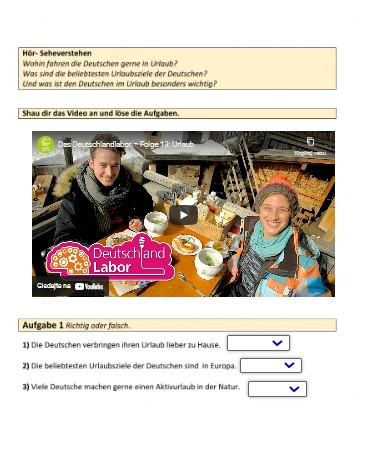 Hör- Seheverstehen
Wohin fahren die Deutschen gerne in Urlaub?
Was sind die beliebtesten Urlaubsziele der Deutschen?
Und was ist den Deutschen im Urlaub besonders wichtig?
Shau dir das Video an und löse die Aufgaben.
Das Deutschlandlabor – Folge 13: Urlaub
Deutschland
Labor
Glejte na YouTube
Aufgabe 1 Richtig oder falsch.
1) Die Deutschen verbringen ihren Urlaub lieber zu Hause.
2) Die beliebtesten Urlaubsziele der Deutschen sind in Europa.
3) Viele Deutsche machen gerne einen Aktivurlaub in der Natur.